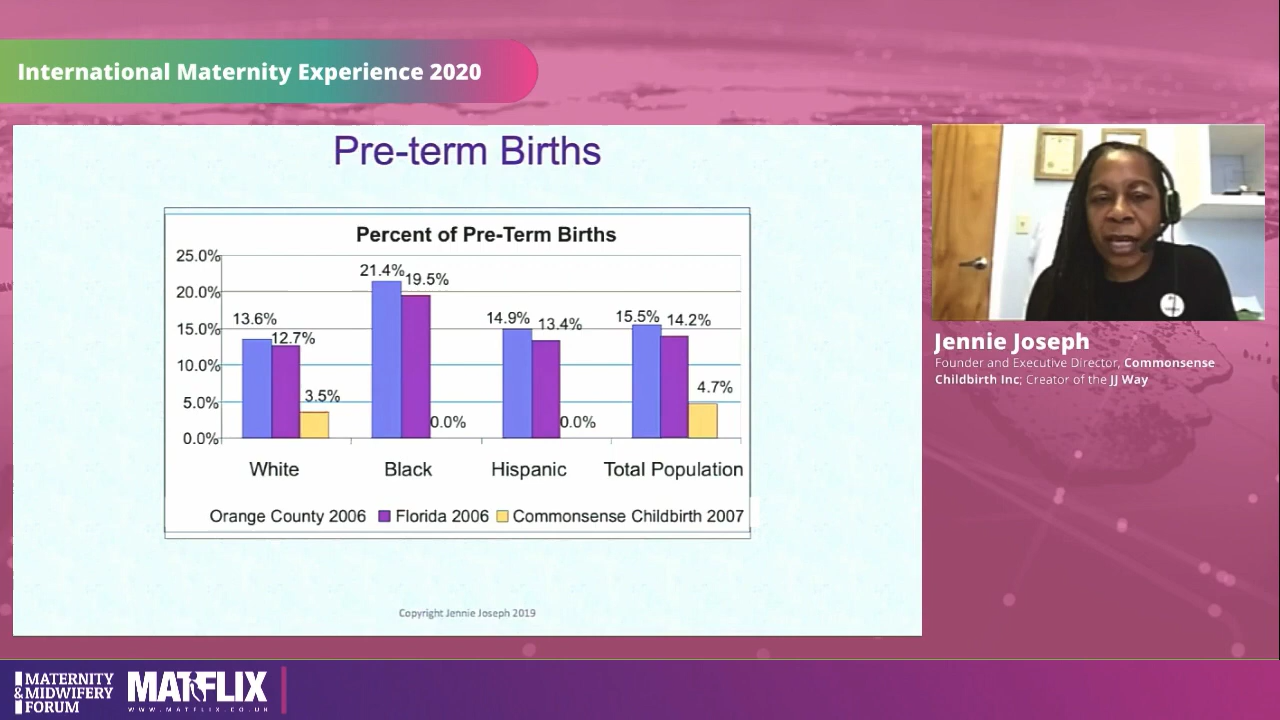 International Maternity Experience 2020
Pre-term Births
Percent of Pre-Term Births
25.0%
20.0%
15.0%
10.0%
5.0%
0.0%
13.6%
12.7%
3.5%
21.4%
19.5%
0.0%
14.9%
13.4%
0.0%
15.5%
14.2%
4.7%
White
Black
Hispanic
Total Population
Orange County 2006
Florida 2006
Commonsense Childbirth 2007
Copyright Jennie Joseph 2019
Jennie Joseph
Founder and Executive Director, Commonsense
Childbirth Inc; Creator of the JJ Way
MATERNITY
&MIDWIFERY
FORUM
MATFLIX
WWW.MATFLIX.CO.UK